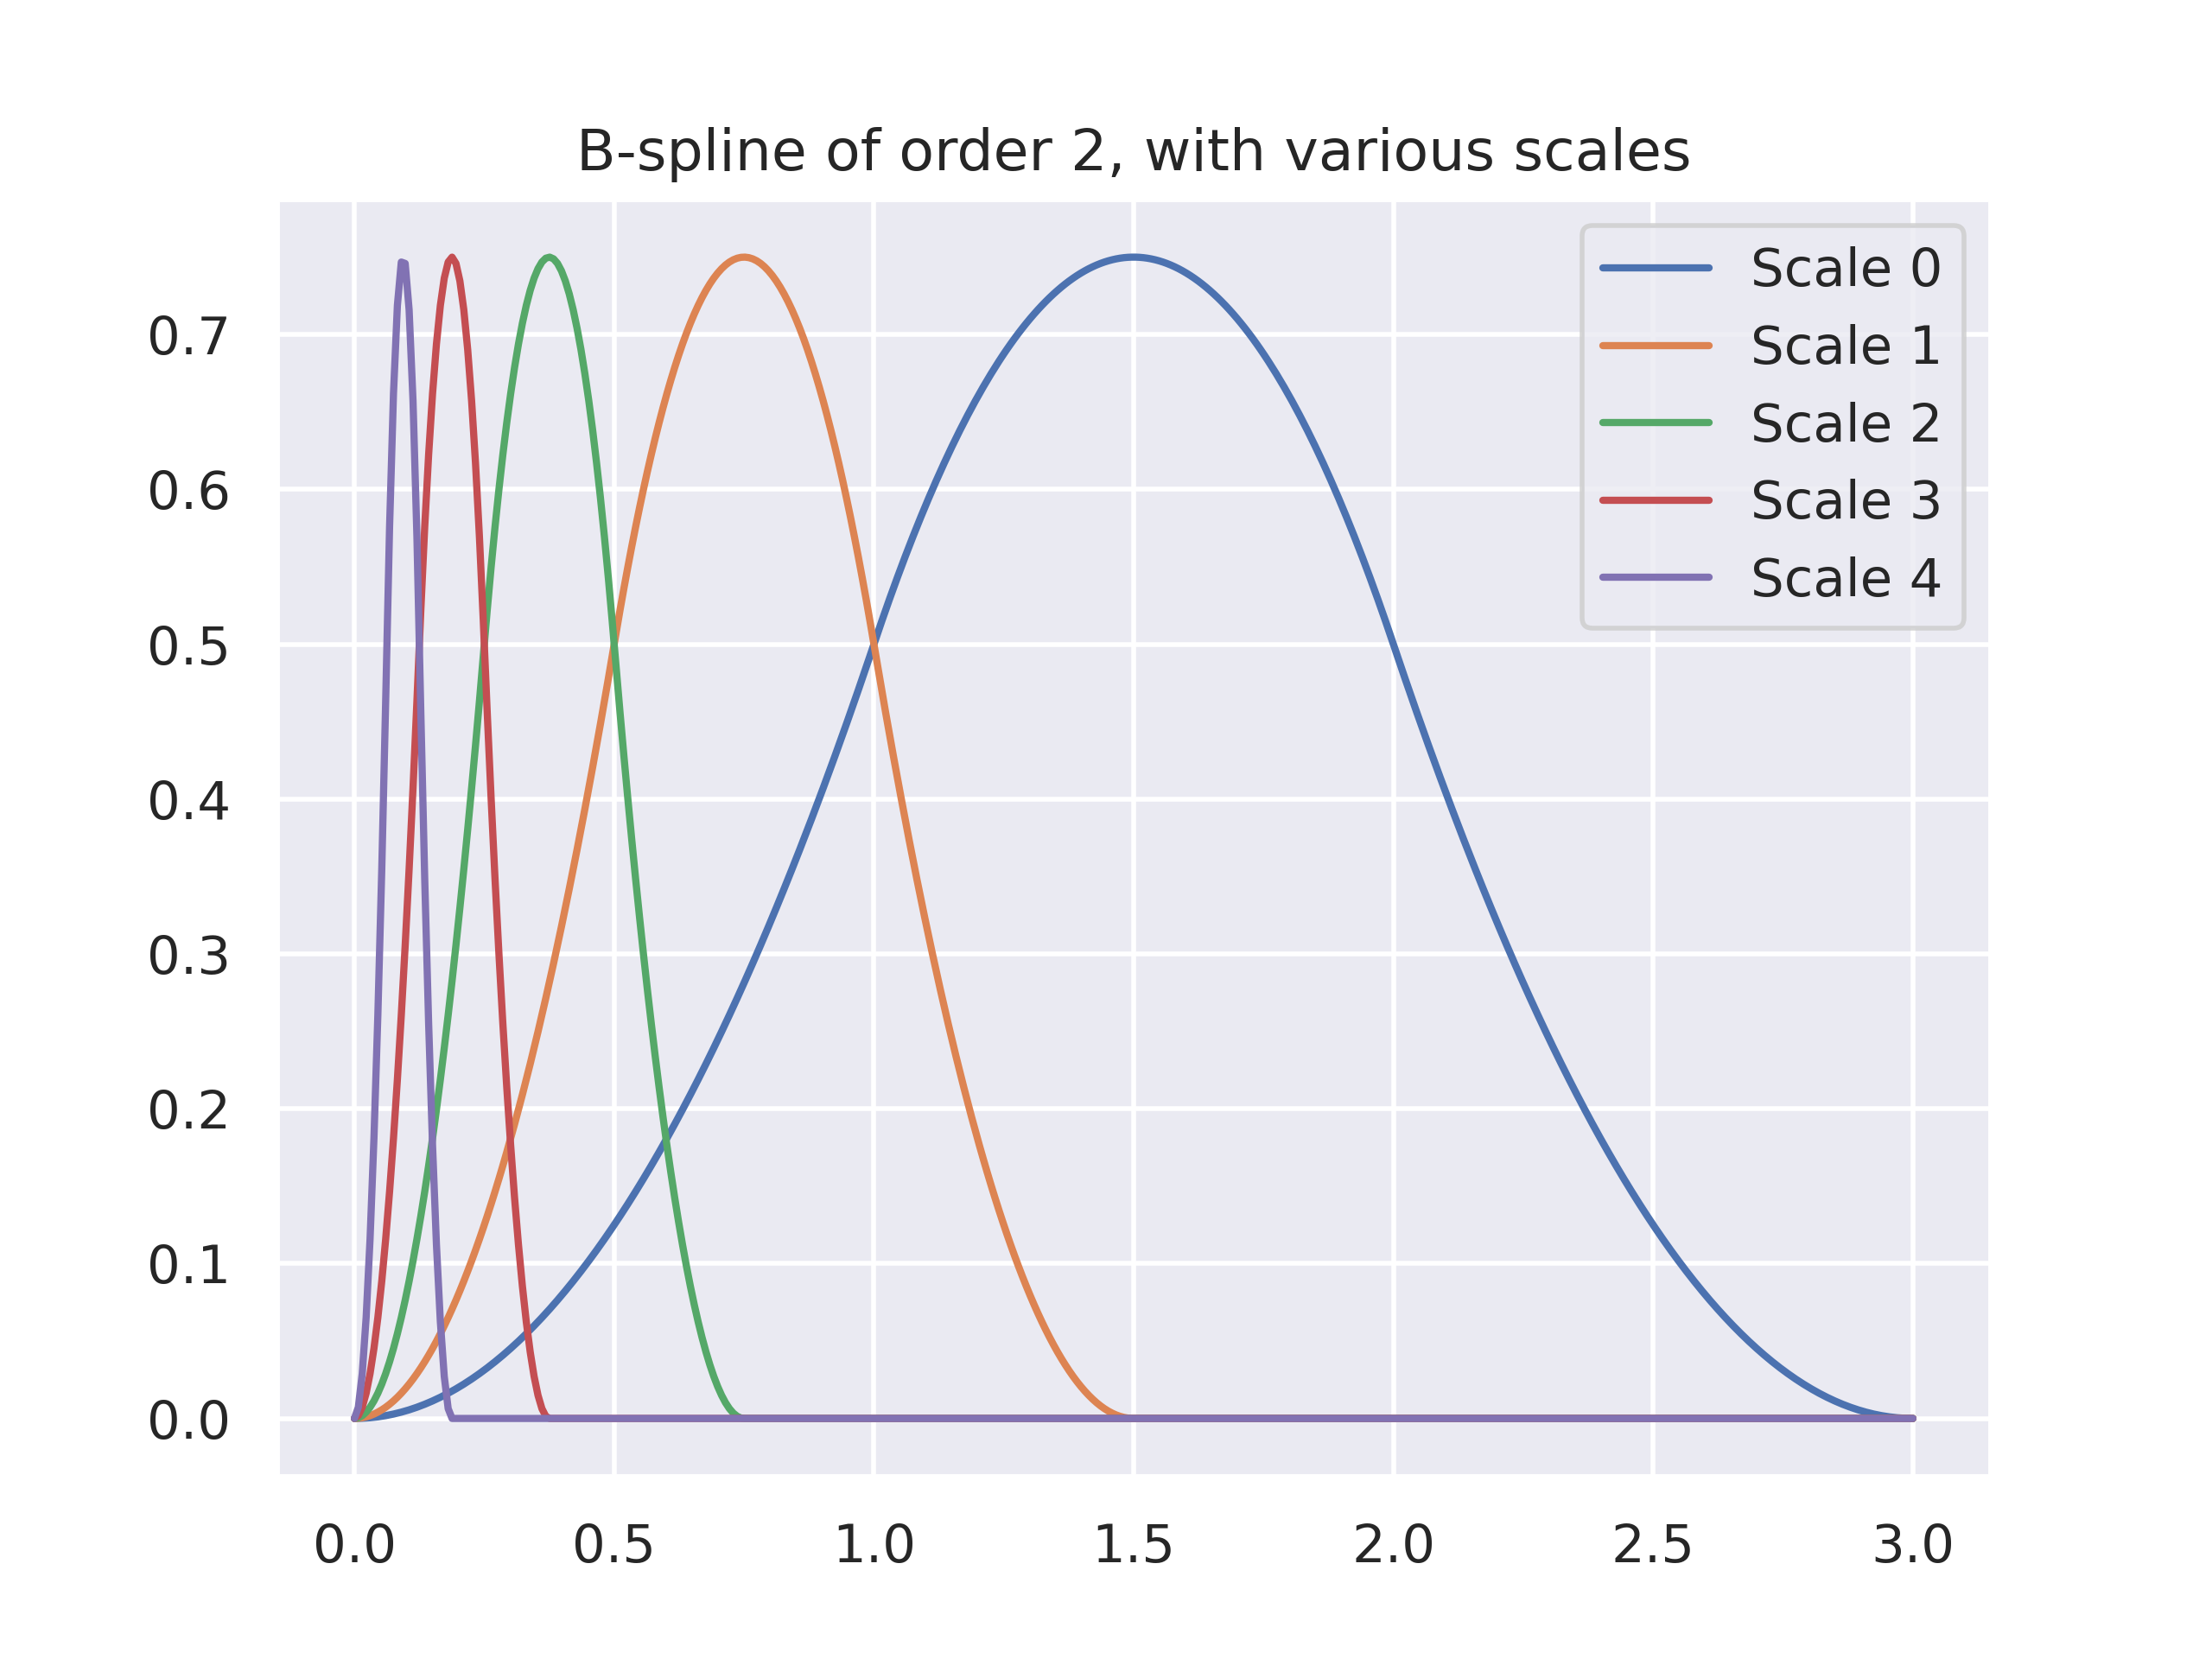 B-spline of order 2, with various scales
Scale 0
Scale 1
Scale 2
Scale 3
Scale 4
0.7
0.6
0.5
0.4
0.3
0.2
0.1
0.0
0.0 0.5 1.0 1.5 2.0 2.5 3.0